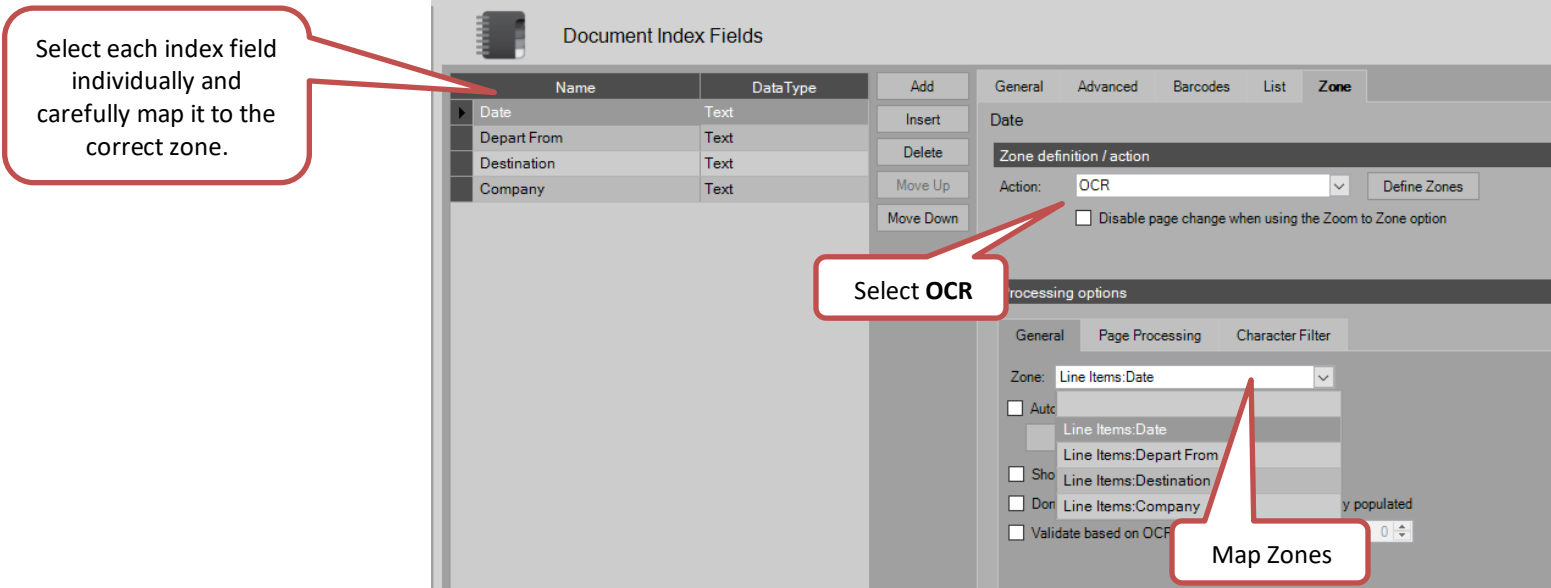 Select each index field
individually and
carefully map it to the
correct zone.
Document Index Fields
Name DataType
Date Text
Depart From Text
Destination Text
Company Text
Add
Insert
Delete
Move Up
Move Down
General Advanced Barcodes List Zone
Date
Zone definition / action
Action: OCR Define Zones
Disable page change when using the Zoom to Zone option
Select OCR
Processing options
General Page Processing Character Filter
Zone: Line Items:Date
Line Items:Date
Line Items:Depart From
Line Items:Destination
Line Items:Company
populated
Validate based on OCR
0
Map Zones